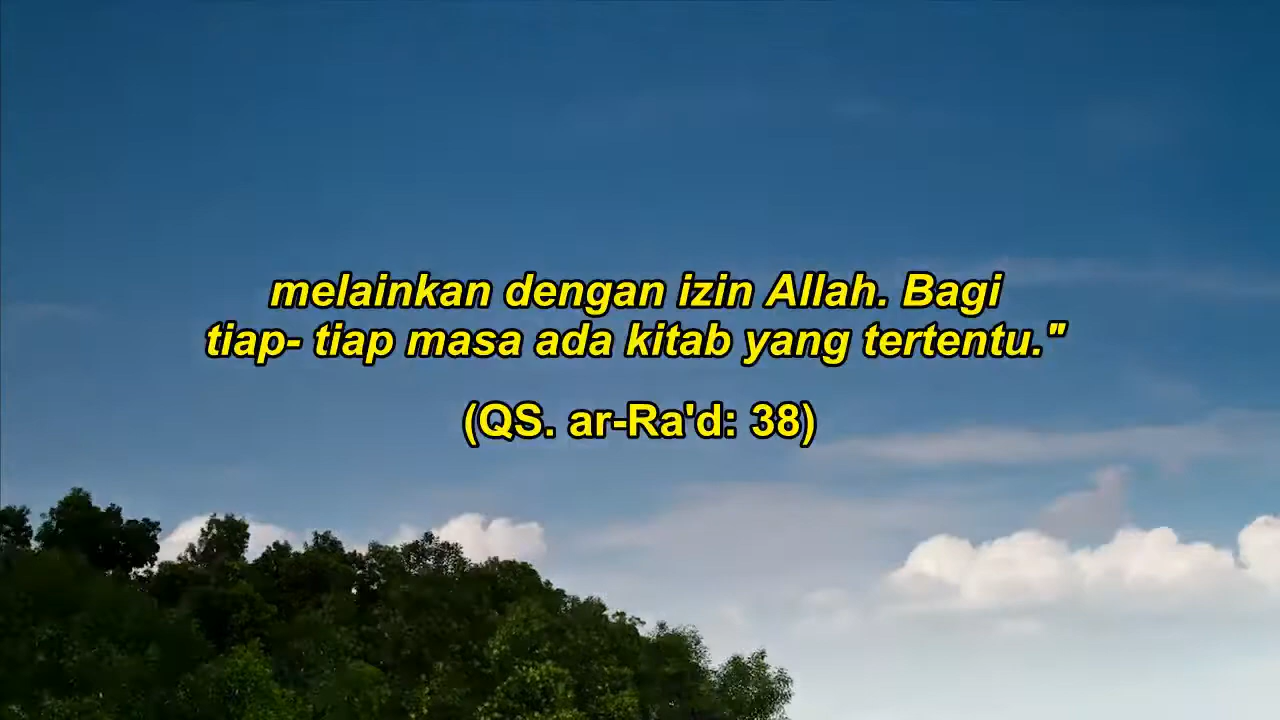 melainkan dengan izin Allah. Bagi
tiap- tiap masa ada kitab yang tertentu."
(QS. ar-Ra'd: 38)